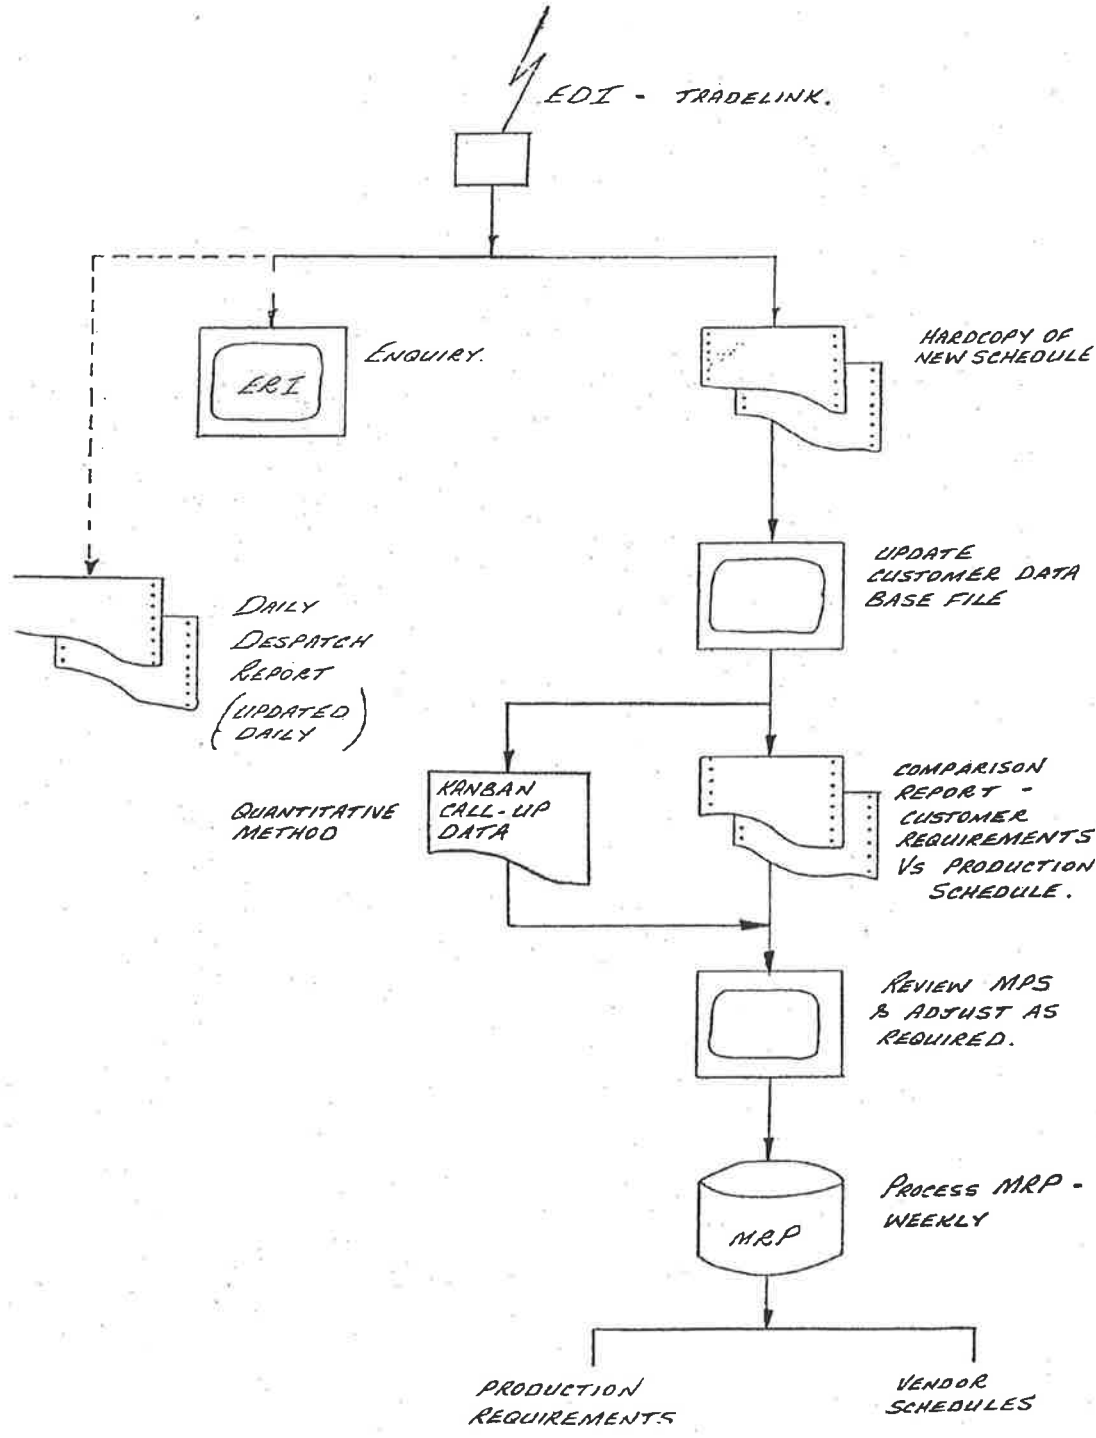 EDI - TRADELINK.
ENQUIRY.
ERI
HARDCOPY OF
NEW SCHEDULE
UPDATE
CUSTOMER DATA
BASE FILE
DAILY
DESPATCH
REPORT
(UPDATED
DAILY)
QUANTITATIVE
METHOD
KANBAN
CALL-UP
DATA
COMPARISON
REPORT -
CUSTOMER
REQUIREMENTS
VS PRODUCTION
SCHEDULE.
REVIEW MPS
& ADJUST AS
REQUIRED.
PROCESS MRP -
WEEKLY
MRP
PRODUCTION
REQUIREMENTS
VENDOR
SCHEDULES